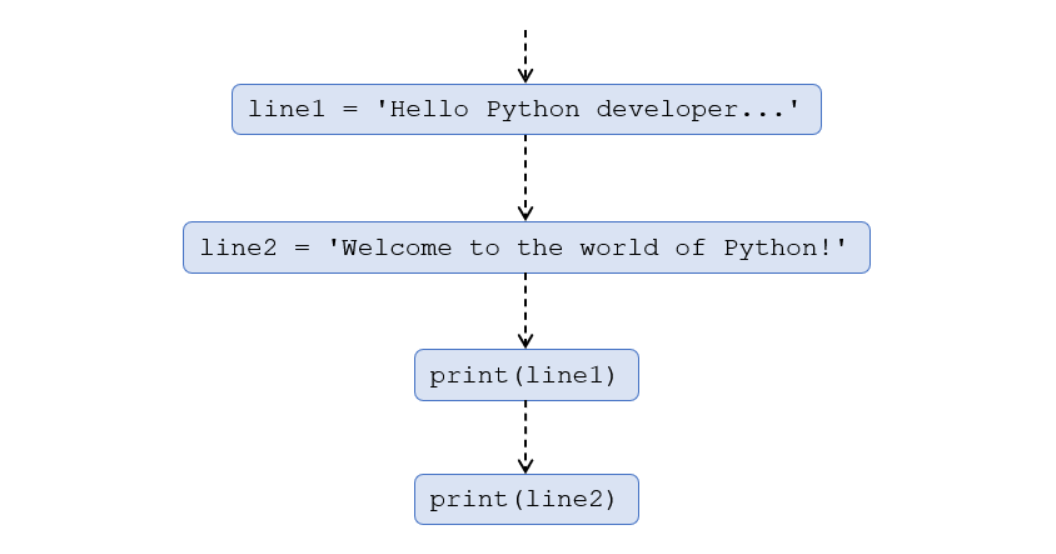 line1 = 'Hello Python developer...'
line2 = 'Welcome to the world of Python!'
print(line1)
print(line2)